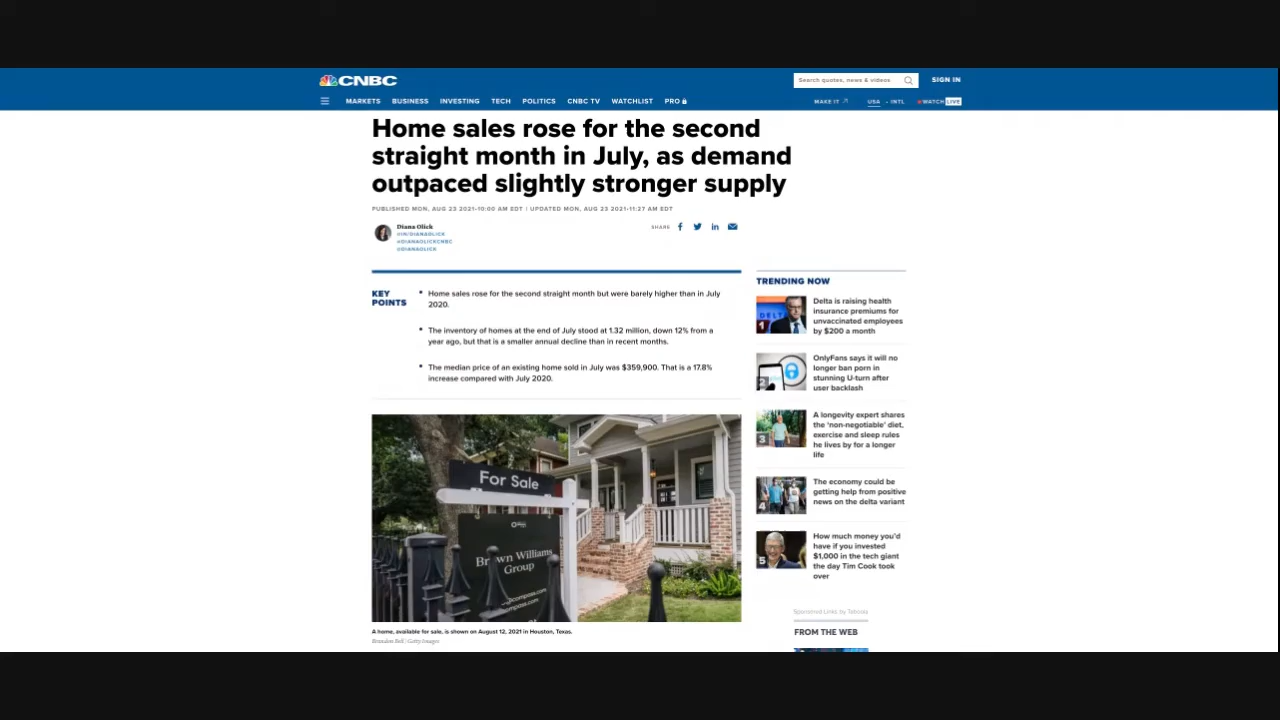 CNBC
Search quotes, news & videos
SIGN IN
MARKETS BUSINESS INVESTING TECH POLITICS CNBC TV WATCHLIST PRO
MAKE IT USA • INTL WATCH LIVE
Home sales rose for the second
straight month in July, as demand
outpaced slightly stronger supply
PUBLISHED MON, AUG 23 2021•10:00 AM EDT | UPDATED MON, AUG 23 2021•11:27 AM EDT
Diana Olick
@IN/DIANAOLICK
@DIANAOLICKCNBC
@DIANAOLICK
SHARE
KEY
POINTS
Home sales rose for the second straight month but were barely higher than in July
2020.
The inventory of homes at the end of July stood at 1.32 million, down 12% from a
year ago, but that is a smaller annual decline than in recent months.
The median price of an existing home sold in July was $359,900. That is a 17.8%
increase compared with July 2020.
For Sale
Brown Williams
Group
compass.com
A home, available for sale, is shown on August 12, 2021 in Houston, Texas.
Brandon Bell | Getty Images
TRENDING NOW
1
Delta is raising health
insurance premiums for
unvaccinated employees
by $200 a month
2
OnlyFans says it will no
longer ban porn in
stunning U-turn after
user backlash
3
A longevity expert shares
the ‘non-negotiable’ diet,
exercise and sleep rules
he lives by for a longer
life
4
The economy could be
getting help from positive
news on the delta variant
5
How much money you’d
have if you invested
$1,000 in the tech giant
the day Tim Cook took
over
Sponsored Links by Taboola
FROM THE WEB